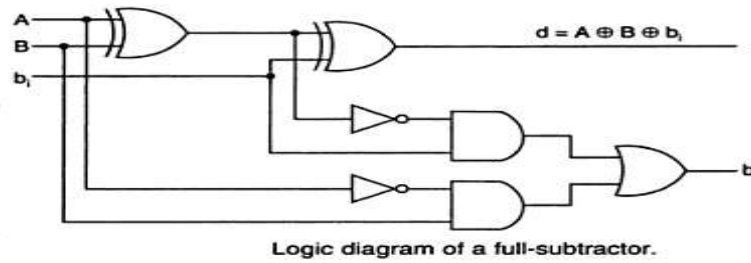 A
d = A ⊕ B ⊕ bᵢ
B
bᵢ
b
Logic diagram of a full-subtractor.